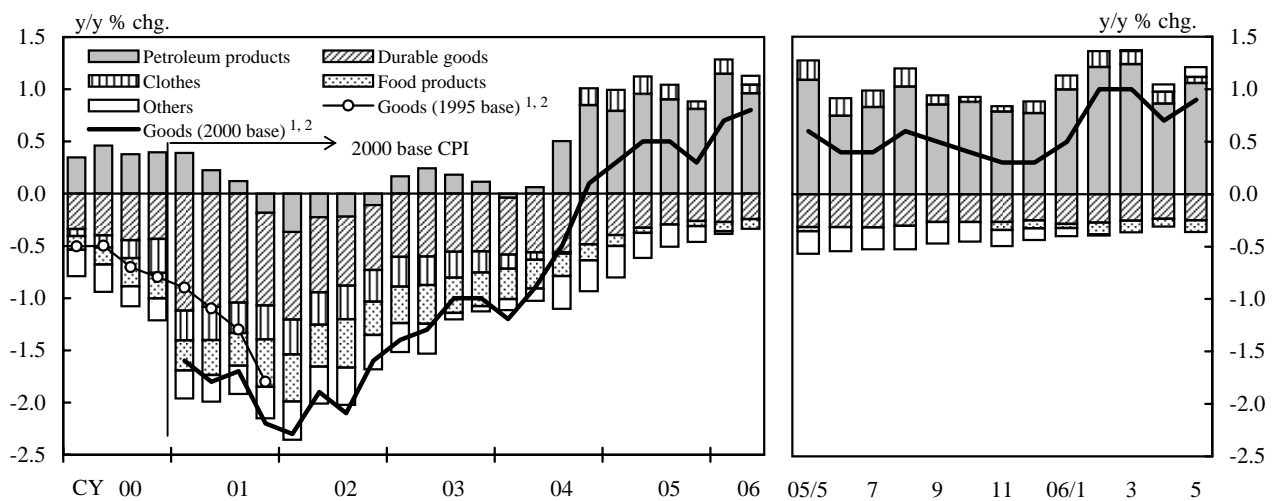 y/y % chg.
y/y % chg.
1.5
1.0
0.5
0.0
-0.5
-1.0
-1.5
-2.0
-2.5
Petroleum products
Durable goods
Clothes
Food products
Others
Goods (1995 base) 1, 2
Goods (2000 base) 1, 2
2000 base CPI
CY 00 01 02 03 04 05 06
1.5
1.0
0.5
0.0
-0.5
-1.0
-1.5
-2.0
-2.5
05/5 7 9 11 06/1 3 5